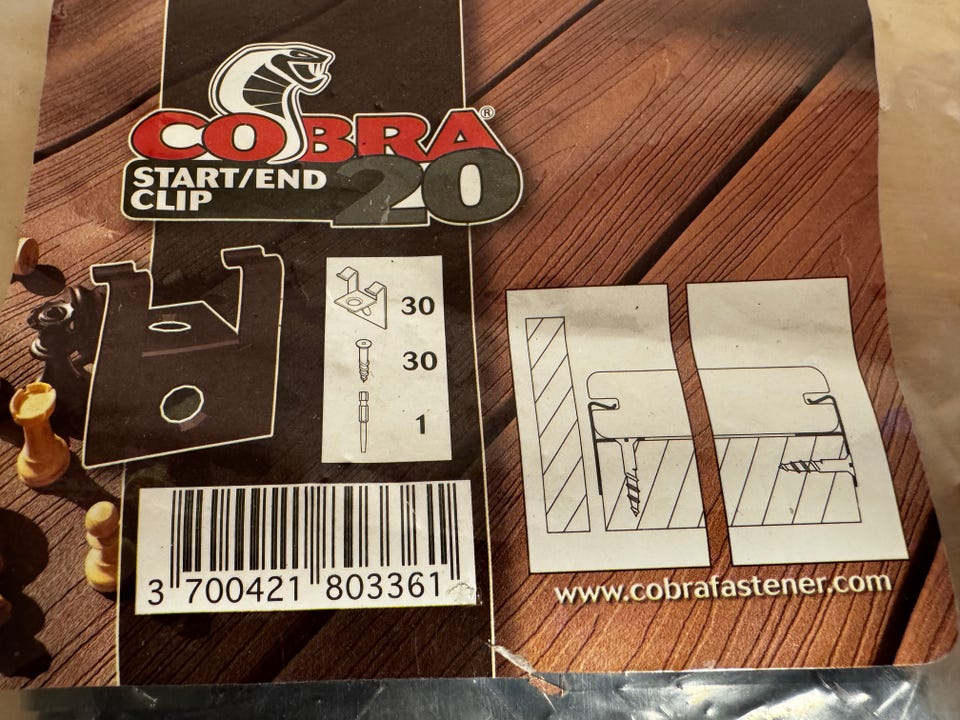 COBRA®
START/END
CLIP
20
30
30
1
3 700421 803361
www.cobrafastener.com